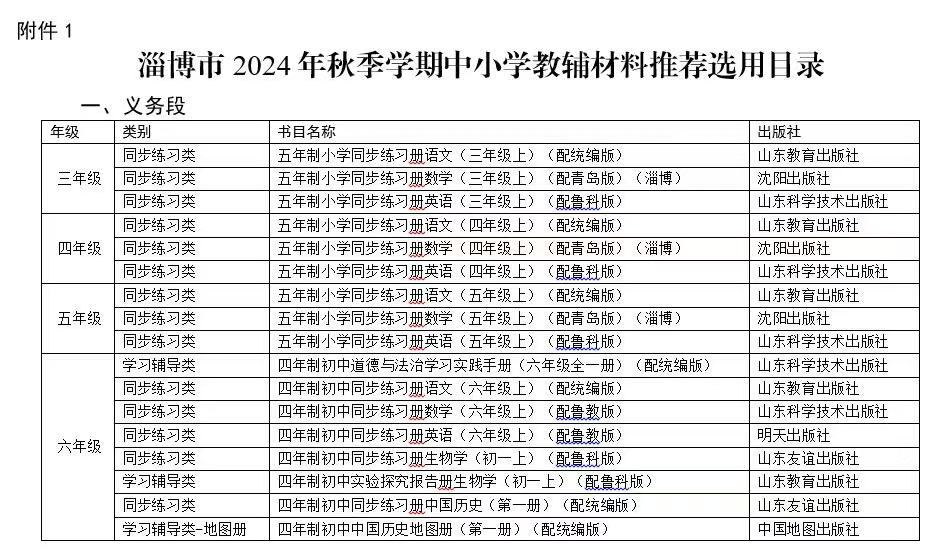 附件 1
淄博市 2024 年秋季学期中小学教辅材料推荐选用目录
一、义务段
年级 类别 书目名称 出版社
三年级
同步练习类 五年制小学同步练习册语文（三年级上）（配统编版） 山东教育出版社
同步练习类 五年制小学同步练习册数学（三年级上）（配青岛版）（淄博） 沈阳出版社
同步练习类 五年制小学同步练习册英语（三年级上）（配鲁科版） 山东科学技术出版社
四年级
同步练习类 五年制小学同步练习册语文（四年级上）（配统编版） 山东教育出版社
同步练习类 五年制小学同步练习册数学（四年级上）（配青岛版）（淄博） 沈阳出版社
同步练习类 五年制小学同步练习册英语（四年级上）（配鲁科版） 山东科学技术出版社
五年级
同步练习类 五年制小学同步练习册语文（五年级上）（配统编版） 山东教育出版社
同步练习类 五年制小学同步练习册数学（五年级上）（配青岛版）（淄博） 沈阳出版社
同步练习类 五年制小学同步练习册英语（五年级上）（配鲁科版） 山东科学技术出版社
六年级
学习辅导类 四年制初中道德与法治学习实践手册（六年级全一册）（配统编版） 山东科学技术出版社
同步练习类 四年制初中同步练习册语文（六年级上）（配统编版） 山东教育出版社
同步练习类 四年制初中同步练习册数学（六年级上）（配鲁教版） 山东科学技术出版社
同步练习类 四年制初中同步练习册英语（六年级上）（配鲁教版） 明天出版社
同步练习类 四年制初中同步练习册生物学（初一上）（配鲁科版） 山东友谊出版社
学习辅导类 四年制初中实验探究报告册生物学（初一上）（配鲁科版） 山东教育出版社
同步练习类 四年制初中同步练习册中国历史（第一册）（配统编版） 山东友谊出版社
学习辅导类-地图册 四年制初中中国历史地图册（第一册）（配统编版） 中国地图出版社